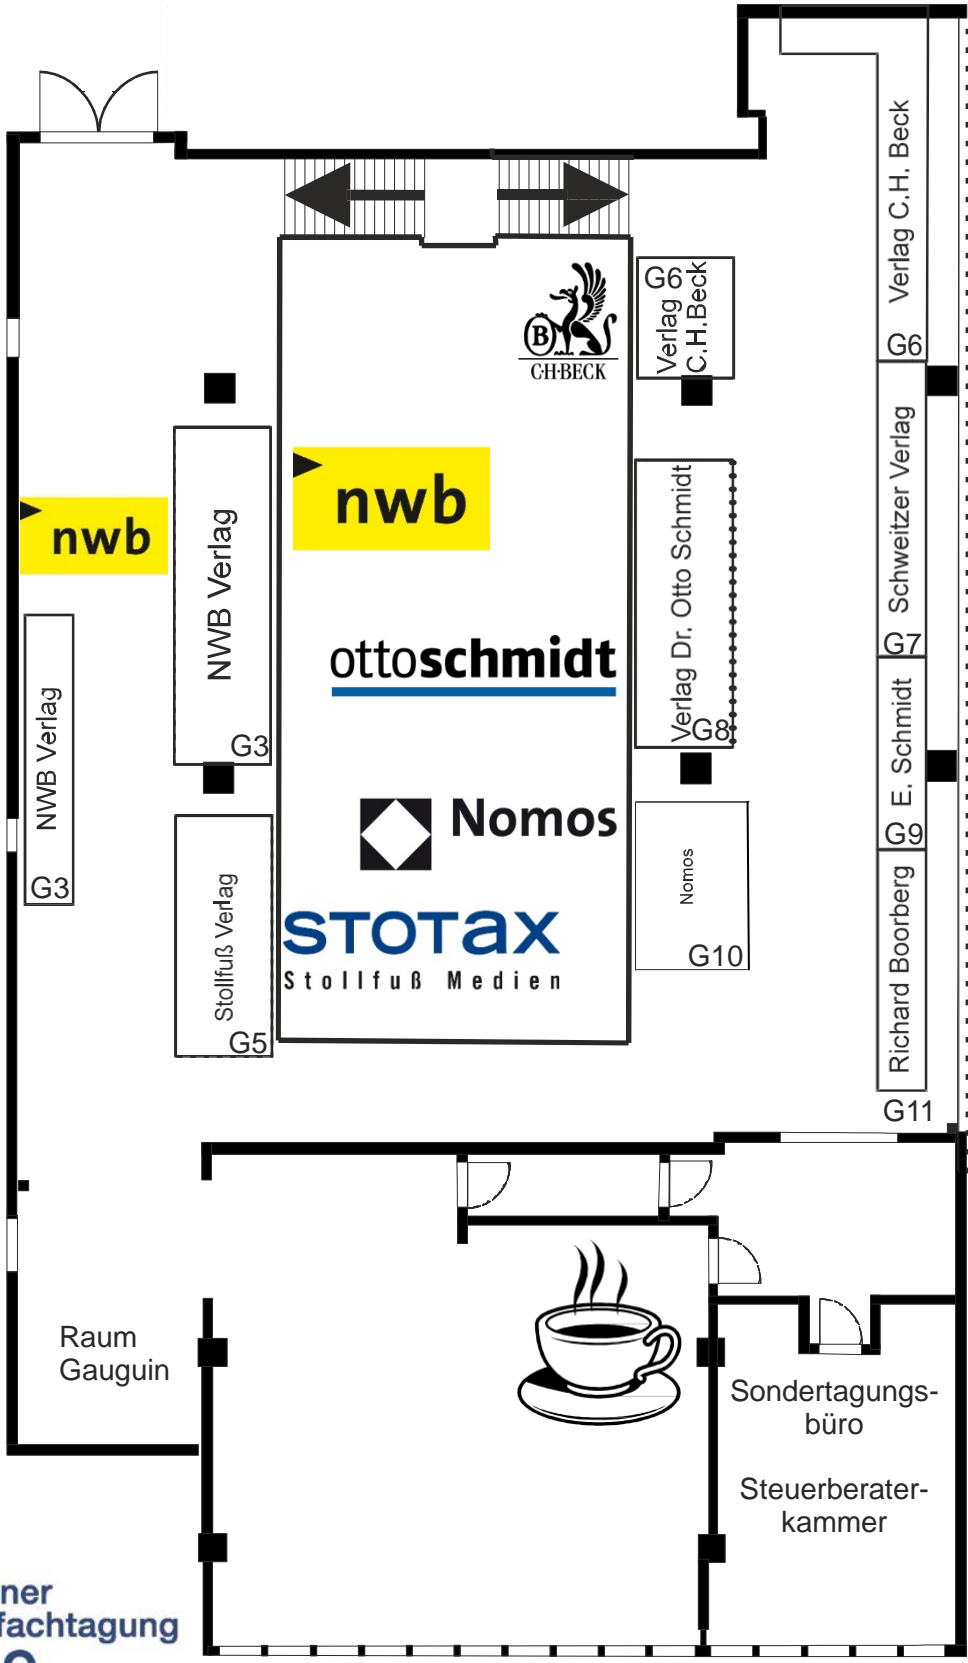 Verlag C.H. Beck
G6
G6
Verlag
C.H.Beck
B
C·H·BECK
nwb
nwb
NWB Verlag
G3
NWB Verlag
G3
ottoschmidt
Verlag Dr. Otto Schmidt
G8
Schweitzer Verlag
G7
E. Schmidt
G9
Nomos
Nomos
G10
STOTAX
Stollfuß Medien
Stollfuß Verlag
G5
Richard Boorberg
G11
Raum
Gauguin
Sondertagungs-
büro
Steuerberater-
kammer
ner
fachtagung